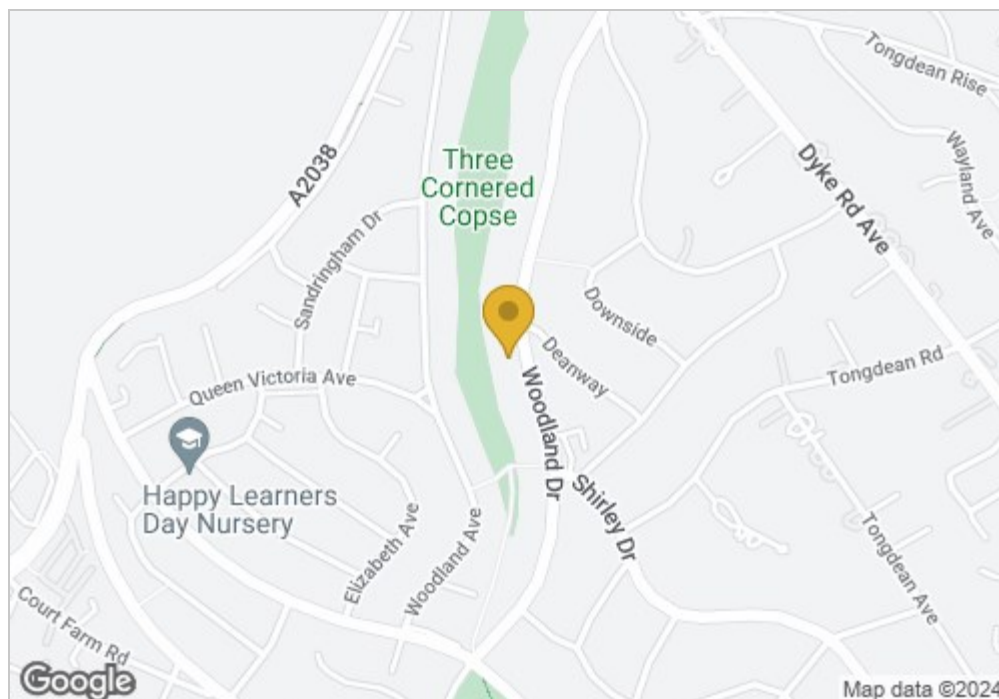 Tongdean Rise
Wayland Ave
Dyke Rd Ave
A2038
Three
Cornered
Copse
Sandringham Dr
Downside
Deanway
Tongdean Rd
Queen Victoria Ave
Woodland Dr
Happy Learners
Day Nursery
Shirley Dr
Elizabeth Ave
Woodland Ave
Tongdean Ave
Court Farm Rd
Google
Map data ©2024